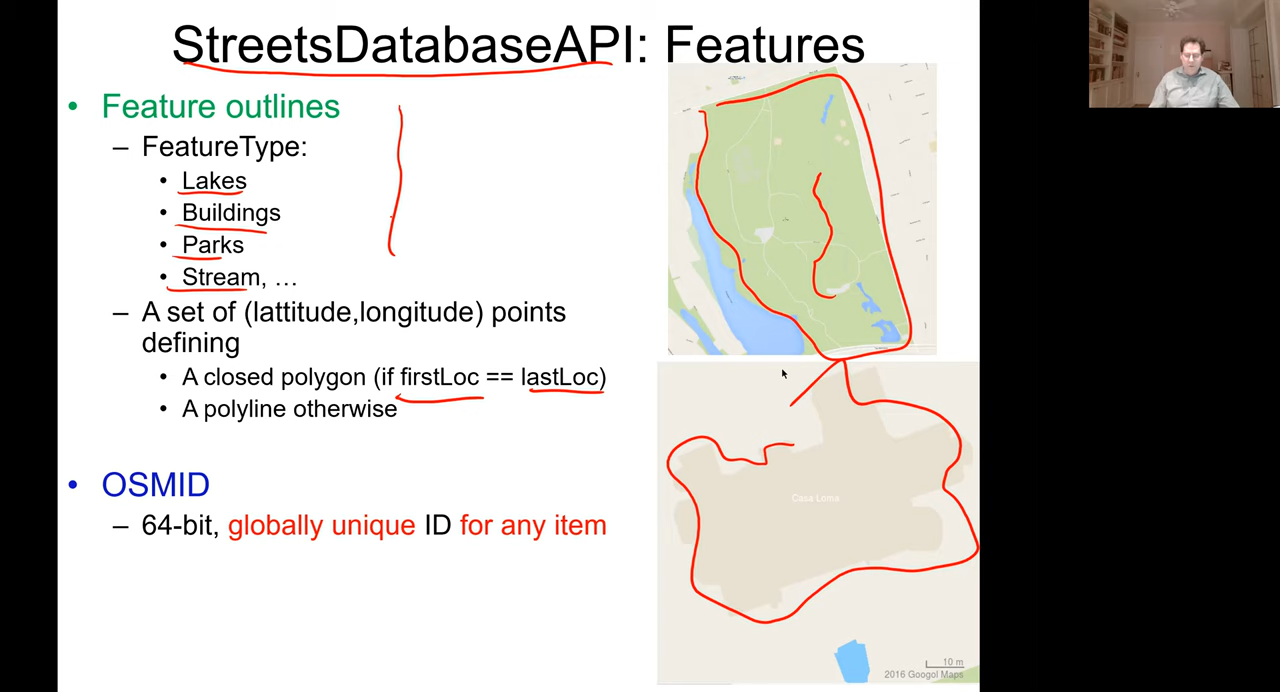 StreetsDatabaseAPI: Features
• Feature outlines
– FeatureType:
• Lakes
• Buildings
• Parks
• Stream, …
– A set of (lattitude,longitude) points
defining
• A closed polygon (if firstLoc == lastLoc)
• A polyline otherwise
• OSMID
– 64-bit, globally unique ID for any item
Casa Loma
10 m
2016 Googol Maps